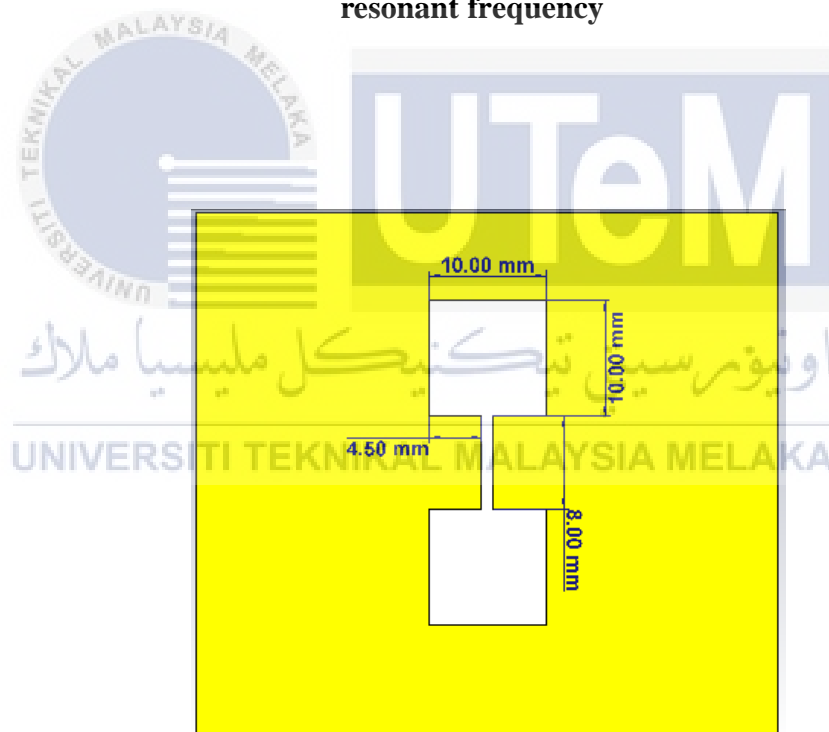 resonant frequency
UNIVERSITI TEKNIKAL MALAYSIA MELAKA
UTeM
10.00 mm
10.00 mm
اونيۏرسيتي تيكنيكل مليسيا ملاك
4.50 mm
UNIVERSITI TEKNIKAL MALAYSIA MELAKA
8.00 mm